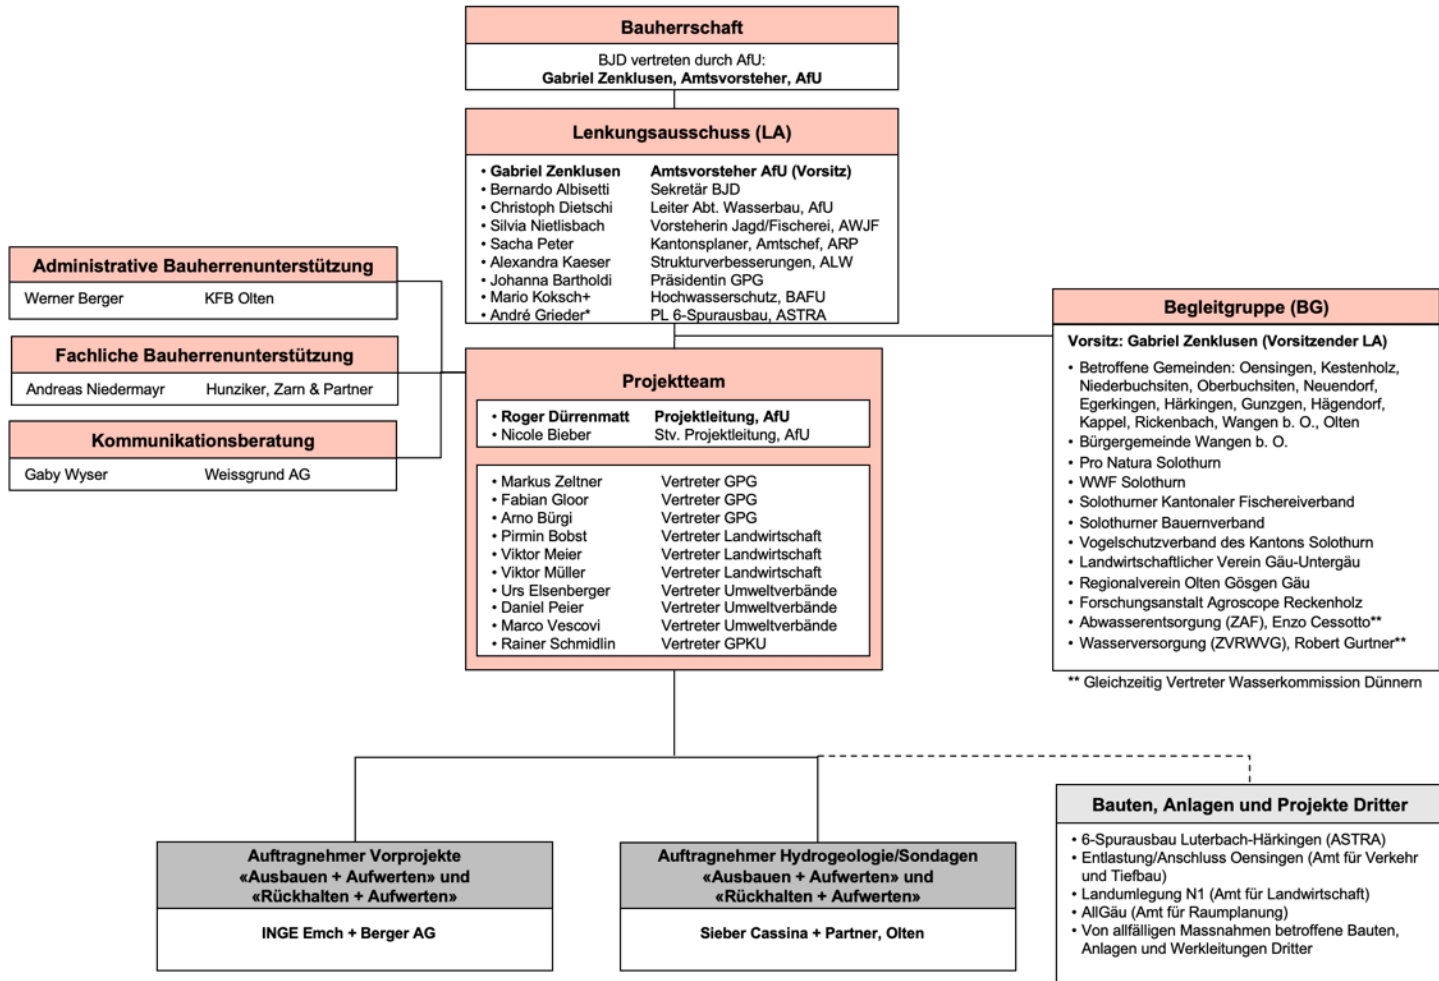 Bauherrschaft
BJD vertreten durch AfU:
Gabriel Zenklusen, Amtsvorsteher, AfU
Lenkungsausschuss (LA)
• Gabriel Zenklusen Amtsvorsteher AfU (Vorsitz)
• Bernardo Albisetti Sekretär BJD
• Christoph Dietschi Leiter Abt. Wasserbau, AfU
• Silvia Nietlisbach Vorsteherin Jagd/Fischerei, AWJF
• Sacha Peter Kantonsplaner, Amtschef, ARP
• Alexandra Kaeser Strukturverbesserungen, ALW
• Johanna Bartholdi Präsidentin GPG
• Mario Koksch+ Hochwasserschutz, BAFU
• André Grieder* PL 6-Spurausbau, ASTRA
Administrative Bauherrenunterstützung
Werner Berger KFB Olten
Fachliche Bauherrenunterstützung
Andreas Niedermayr Hunziker, Zarn & Partner
Kommunikationsberatung
Gaby Wyser Weissgrund AG
Projektteam
• Roger Dürrenmatt Projektleitung, AfU
• Nicole Bieber Stv. Projektleitung, AfU
• Markus Zeltner Vertreter GPG
• Fabian Gloor Vertreter GPG
• Arno Bürgi Vertreter GPG
• Pirmin Bobst Vertreter Landwirtschaft
• Viktor Meier Vertreter Landwirtschaft
• Viktor Müller Vertreter Landwirtschaft
• Urs Elsenberger Vertreter Umweltverbände
• Daniel Peier Vertreter Umweltverbände
• Marco Vescovi Vertreter Umweltverbände
• Rainer Schmidlin Vertreter GPKU
Begleitgruppe (BG)
Vorsitz: Gabriel Zenklusen (Vorsitzender LA)
• Betroffene Gemeinden: Oensingen, Kestenholz,
Niederbuchsiten, Oberbuchsiten, Neuendorf,
Egerkingen, Härkingen, Gunzgen, Hägendorf,
Kappel, Rickenbach, Wangen b. O., Olten
• Bürgergemeinde Wangen b. O.
• Pro Natura Solothurn
• WWF Solothurn
• Solothurner Kantonaler Fischereiverband
• Solothurner Bauernverband
• Vogelschutzverband des Kantons Solothurn
• Landwirtschaftlicher Verein Gäu-Untergäu
• Regionalverein Olten Gösgen Gäu
• Forschungsanstalt Agroscope Reckenholz
• Abwasserentsorgung (ZAF), Enzo Cessotto**
• Wasserversorgung (ZVRWVG), Robert Gurtner**
** Gleichzeitig Vertreter Wasserkommission Dünnern
Auftragnehmer Vorprojekte
«Ausbauen + Aufwerten» und
«Rückhalten + Aufwerten»
INGE Emch + Berger AG
Auftragnehmer Hydrogeologie/Sondagen
«Ausbauen + Aufwerten» und
«Rückhalten + Aufwerten»
Sieber Cassina + Partner, Olten
Bauten, Anlagen und Projekte Dritter
• 6-Spurausbau Luterbach-Härkingen (ASTRA)
• Entlastung/Anschluss Oensingen (Amt für Verkehr
und Tiefbau)
• Landumlegung N1 (Amt für Landwirtschaft)
• AllGäu (Amt für Raumplanung)
• Von allfälligen Massnahmen betroffene Bauten,
Anlagen und Werkleitungen Dritter